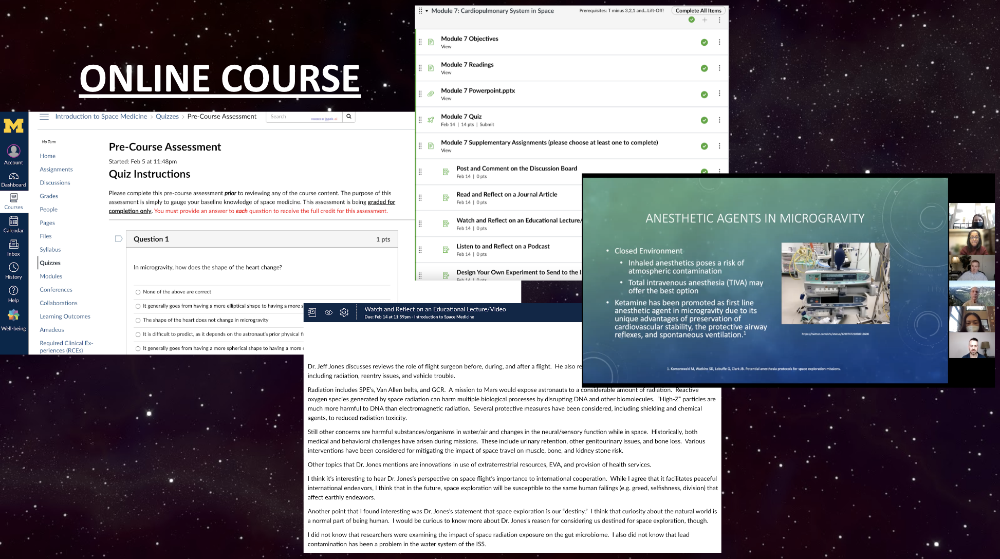 ONLINE COURSE
Module 7: Cardiopulmonary System in Space
Prerequisites: T minus 3,2,1 and...Lift-Off!
Complete All Items
Module 7 Objectives
View
Module 7 Readings
View
Module 7 Powerpoint.pptx
View
Module 7 Quiz
Feb 14 | 14 pts | Submit
Module 7 Supplementary Assignments (please choose at least one to complete)
View
Post and Comment on the Discussion Board
Feb 14 | 0 pts
Read and Reflect on a Journal Article
Feb 14 | 0 pts
Watch and Reflect on an Educational Lecture/
Feb 14 | 0 pts
Listen to and Reflect on a Podcast
Feb 14 | 0 pts
Design Your Own Experiment to Send to the I
Feb 14 | 0 pts
M
Account
Dashboard
Courses
Calendar
Inbox
History
Help
Well-being
Introduction to Space Medicine > Quizzes > Pre-Course Assessment
Search
POWERED BY
No Term
Home
Assignments
Discussions
Grades
People
Pages
Files
Syllabus
Quizzes
Modules
Conferences
Collaborations
Learning Outcomes
Amadeus
Required Clinical Ex-
periences (RCEs)
Pre-Course Assessment
Started: Feb 5 at 11:48pm
Quiz Instructions
Please complete this pre-course assessment prior to reviewing any of the course content. The purpose of this
assessment is simply to gauge your baseline knowledge of space medicine. This assessment is being graded for
completion only. You must provide an answer to each question to receive the full credit for this assessment.
Question 1
1 pts
In microgravity, how does the shape of the heart change?
None of the above are correct
It generally goes from having a more elliptical shape to having a more s
The shape of the heart does not change in microgravity
It is difficult to predict, as it depends on the astronaut's prior physical fi
It generally goes from having a more spherical shape to having a more
ANESTHETIC AGENTS IN MICROGRAVITY
• Closed Environment
• Inhaled anesthetics poses a risk of
atmospheric contamination
• Total intravenous anesthesia (TIVA) may
offer the best option
• Ketamine has been promoted as first line
anesthetic agent in microgravity due to its
unique advantages of preservation of
cardiovascular stability, the protective airway
reflexes, and spontaneous ventilation.1
1. Komorowski M, Watkins SD, Lebuffe G, Clark JB. Potential anesthesia protocols for space exploration missions.
Watch and Reflect on an Educational Lecture/Video
Due: Feb 14 at 11:59pm - Introduction to Space Medicine
Dr. Jeff Jones discusses reviews the role of flight surgeon before, during, and after a flight. He also re
including radiation, reentry issues, and vehicle trouble.
Radiation includes SPE's, Van Allen belts, and GCR. A mission to Mars would expose astronauts to a considerable amount of radiation. Reactive
oxygen species generated by space radiation can harm multiple biological processes by disrupting DNA and other biomolecules. "High-Z" particles are
much more harmful to DNA than electromagnetic radiation. Several protective measures have been considered, including shielding and chemical
agents, to reduced radiation toxicity.
Still other concerns are harmful substances/organisms in water/air and changes in the neural/sensory function while in space. Historically, both
medical and behavioral challenges have arisen during missions. These include urinary retention, other genitourinary issues, and bone loss. Various
interventions have been considered for mitigating the impact of space travel on muscle, bone, and kidney stone risk.
Other topics that Dr. Jones mentions are innovations in use of extraterrestrial resources, EVA, and provision of health services.
I think it's interesting to hear Dr. Jones's perspective on space flight's importance to international cooperation. While I agree that it facilitates peaceful
international endeavors, I think that in the future, space exploration will be susceptible to the same human failings (e.g. greed, selfishness, division) that
affect earthly endeavors.
Another point that I found interesting was Dr. Jones's statement that space exploration is our "destiny." I think that curiosity about the natural world is
a normal part of being human. I would be curious to know more about Dr. Jones's reason for considering us destined for space exploration, though.
I did not know that researchers were examining the impact of space radiation exposure on the gut microbiome. I also did not know that lead
contamination has been a problem in the water system of the ISS.